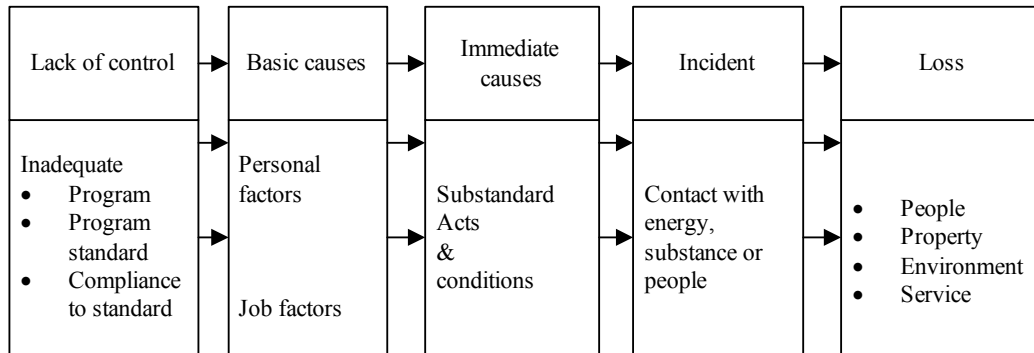 Lack of control
Basic causes
Immediate
causes
Incident
Loss
Inadequate
• Program
• Program
standard
• Compliance
to standard
Personal
factors
Job factors
Substandard
Acts
&
conditions
Contact with
energy,
substance or
people
• People
• Property
• Environment
• Service